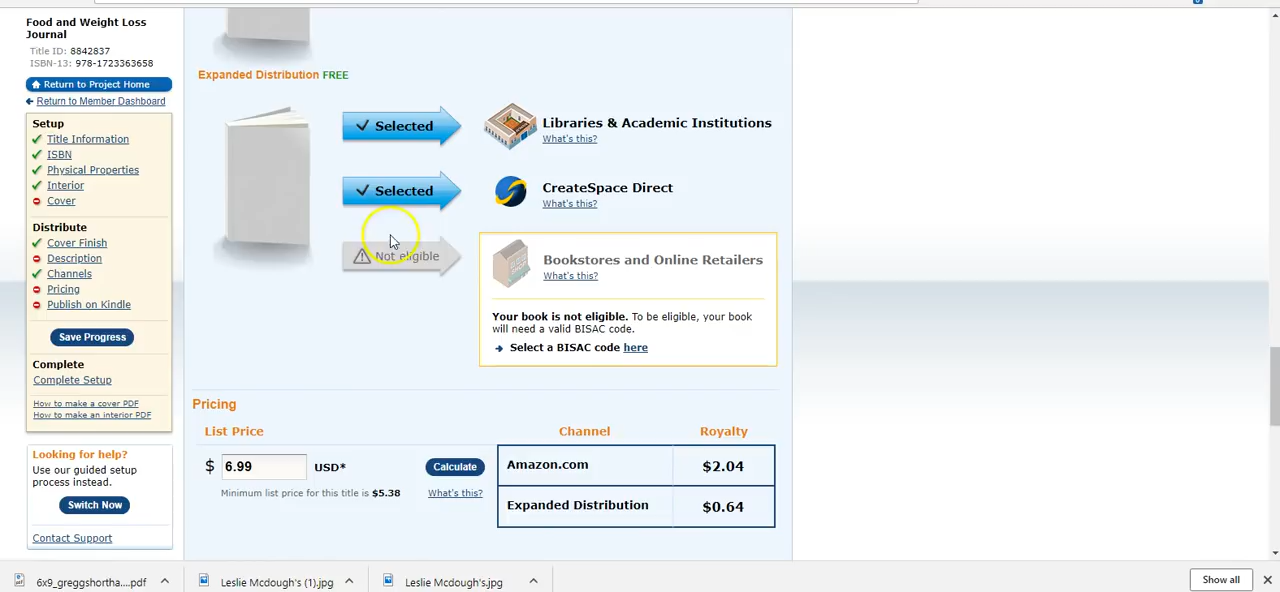 Food and Weight Loss
Journal
Title ID: 8842837
ISBN-13: 978-1723363658
Return to Project Home
Return to Member Dashboard
Setup
Title Information
ISBN
Physical Properties
Interior
Cover
Distribute
Cover Finish
Description
Channels
Pricing
Publish on Kindle
Save Progress
Complete
Complete Setup
How to make a cover PDF
How to make an interior PDF
Looking for help?
Use our guided setup
process instead.
Switch Now
Contact Support
Expanded Distribution FREE
Selected
Libraries & Academic Institutions
What's this?
Selected
CreateSpace Direct
What's this?
Not eligible
Bookstores and Online Retailers
What's this?
Your book is not eligible. To be eligible, your book
will need a valid BISAC code.
Select a BISAC code here
Pricing
List Price
Channel Royalty
$ 6.99 USD* Calculate
Amazon.com $2.04
Minimum list price for this title is $5.38 What's this?
Expanded Distribution $0.64
6x9_greggshortha....pdf
Leslie Mcdough's (1).jpg
Leslie Mcdough's.jpg
Show all